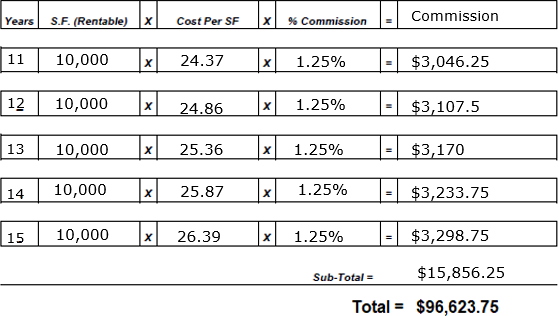 Years S.F. (Rentable) X Cost Per SF X % Commission = Commission
11 10,000 x 24.37 x 1.25% = $3,046.25
12 10,000 x 24.86 x 1.25% = $3,107.5
13 10,000 x 25.36 x 1.25% = $3,170
14 10,000 x 25.87 x 1.25% = $3,233.75
15 10,000 x 26.39 x 1.25% = $3,298.75
Sub-Total = $15,856.25
Total = $96,623.75